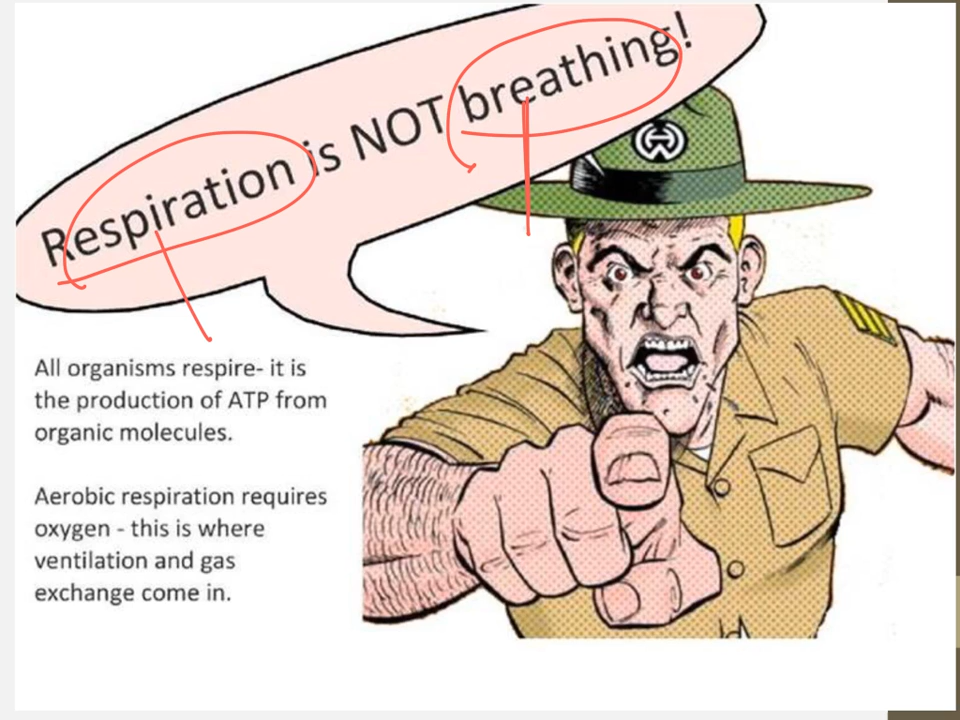 Respiration is NOT breathing!
All organisms respire- it is
the production of ATP from
organic molecules.
Aerobic respiration requires
oxygen - this is where
ventilation and gas
exchange come in.